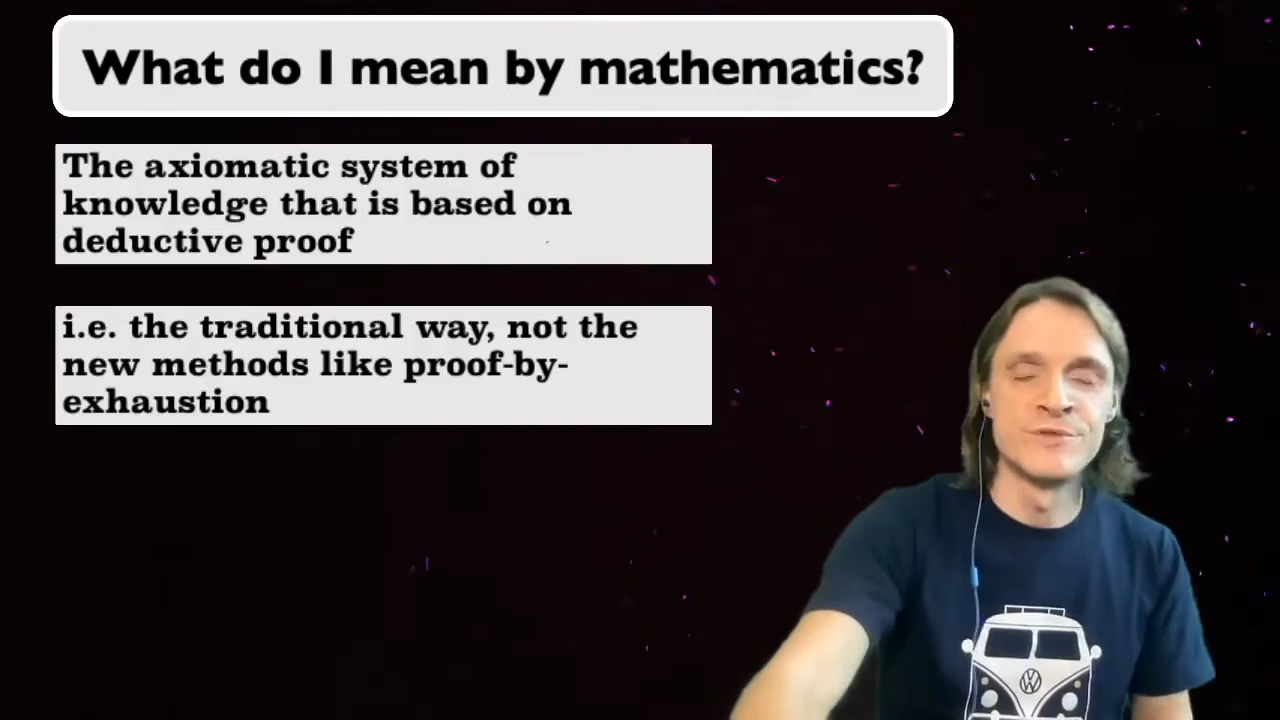 What do I mean by mathematics?
The axiomatic system of
knowledge that is based on
deductive proof
i.e. the traditional way, not the
new methods like proof-by-
exhaustion
VW